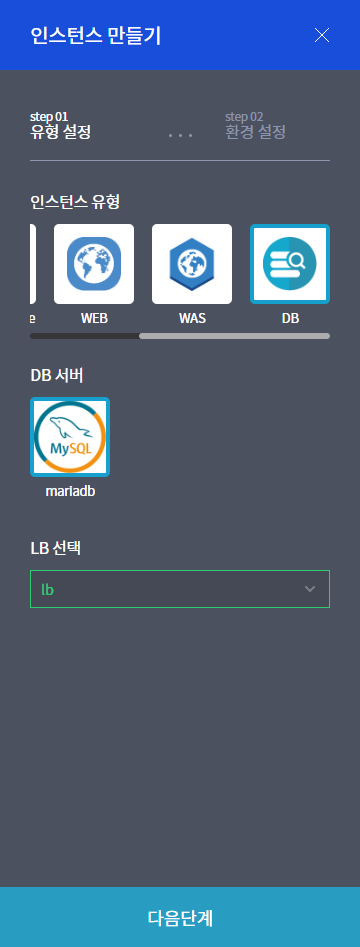 인스턴스 만들기
step 01
유형 설정
. . .
step 02
환경 설정
인스턴스 유형
e
WEB
WAS
DB
DB 서버
MySQL
mariadb
LB 선택
lb
다음단계